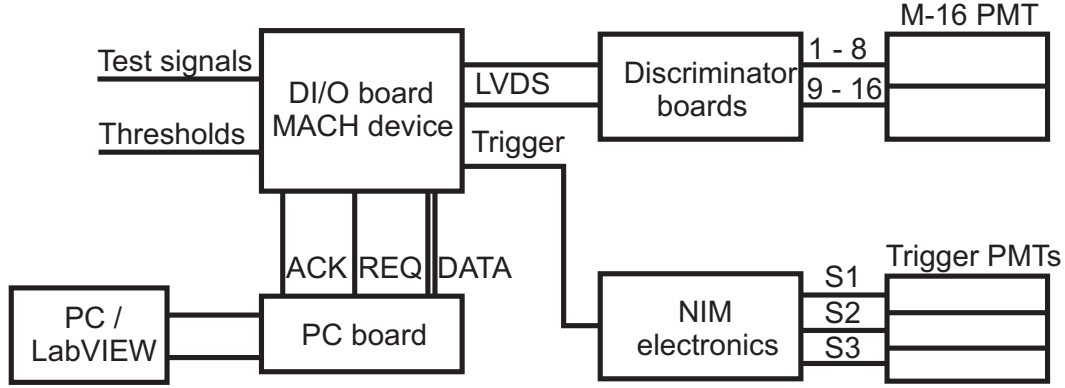 M-16 PMT
Test signals
DI/O board
MACH device
Thresholds
LVDS
Trigger
Discriminator
boards
1 - 8
9 - 16
ACK
REQ
DATA
PC /
LabVIEW
PC board
NIM
electronics
Trigger PMTs
S1
S2
S3